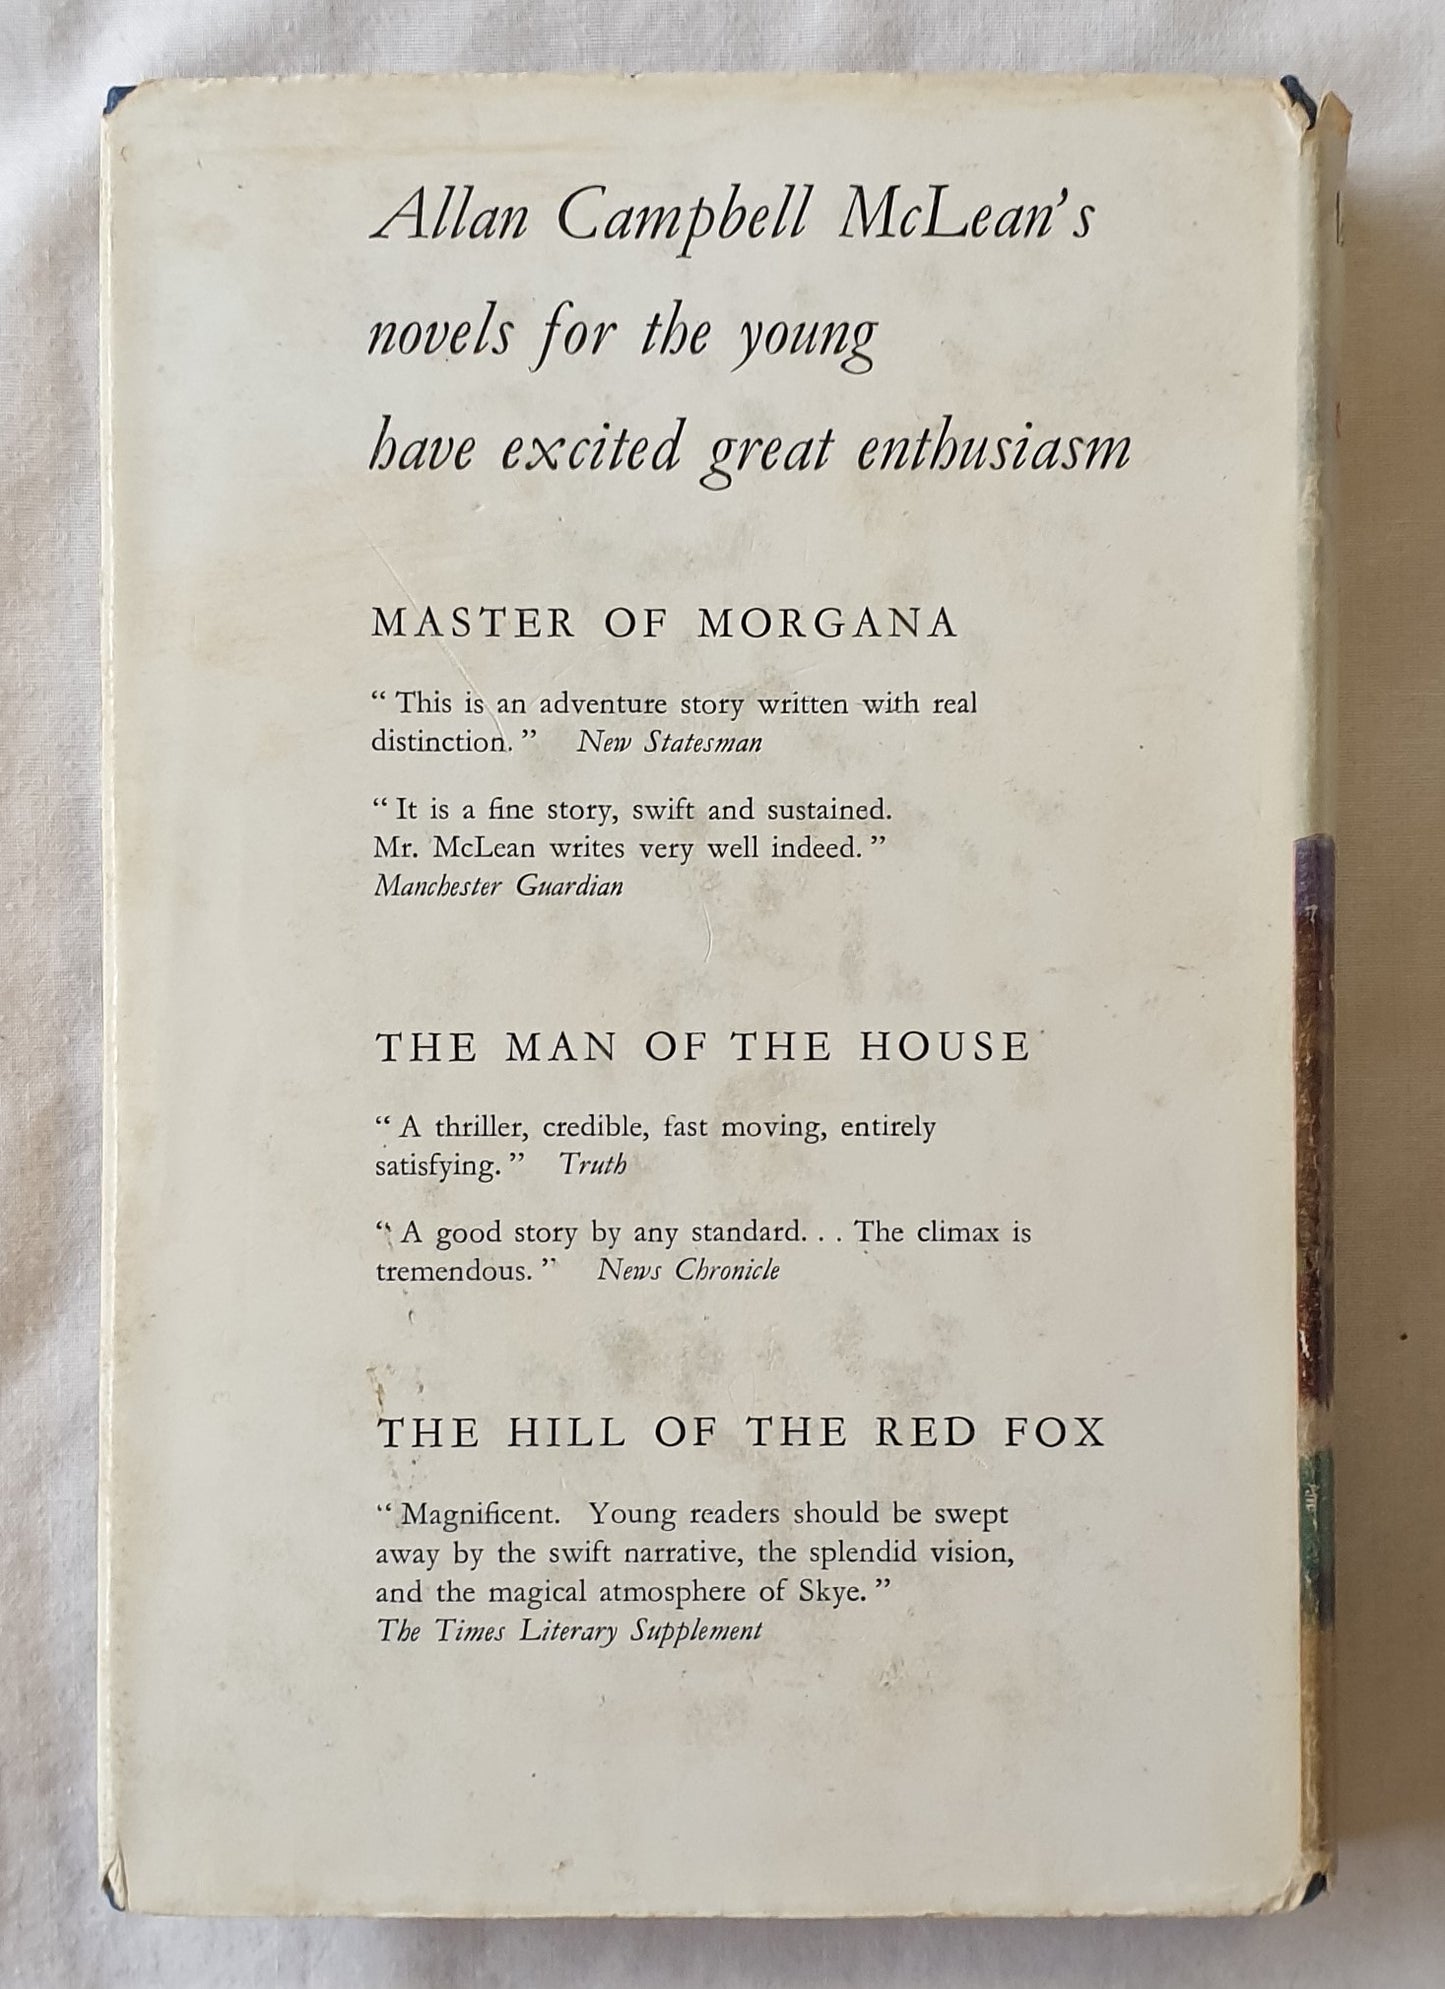 Allan Campbell McLean's
novels for the young
have excited great enthusiasm
MASTER OF MORGANA
“ This is an adventure story written with real
distinction. ” New Statesman
“ It is a fine story, swift and sustained.
Mr. McLean writes very well indeed. ”
Manchester Guardian
THE MAN OF THE HOUSE
“ A thriller, credible, fast moving, entirely
satisfying. ” Truth
“ A good story by any standard. . . The climax is
tremendous. ” News Chronicle
THE HILL OF THE RED FOX
“ Magnificent. Young readers should be swept
away by the swift narrative, the splendid vision,
and the magical atmosphere of Skye. ”
The Times Literary Supplement